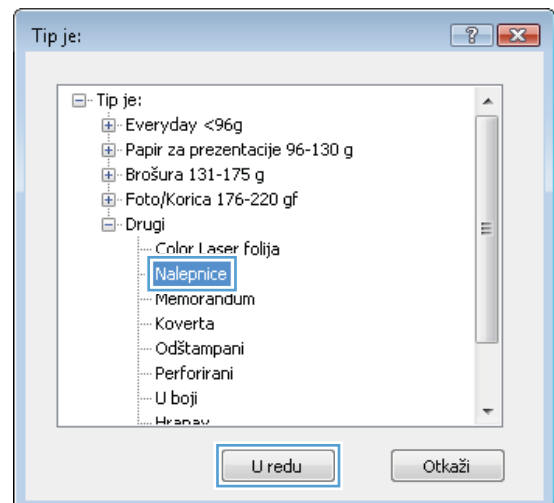 Tip je:
Tip je:
Everyday <96g
Papir za prezentacije 96-130 g
Brošura 131-175 g
Foto/Korica 176-220 gf
Drugi
Color Laser folija
Nalepnice
Memorandum
Koverta
Odštampani
Perforirani
U boji
Hrapav
U redu Otkaži